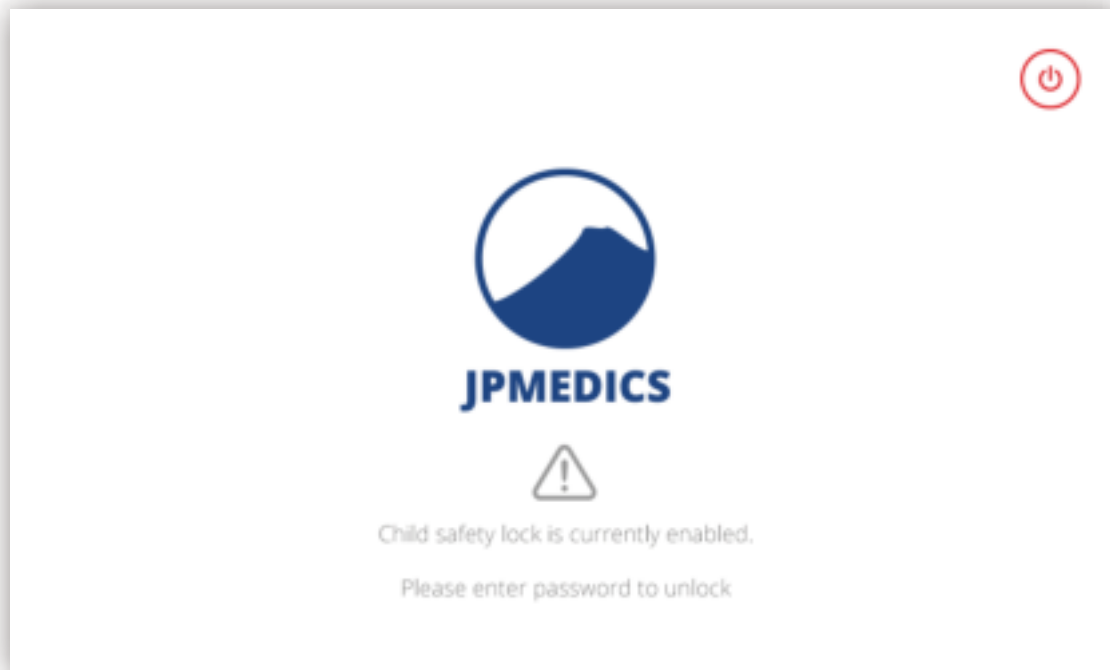 JPMEDICS
Child safety lock is currently enabled.
Please enter password to unlock